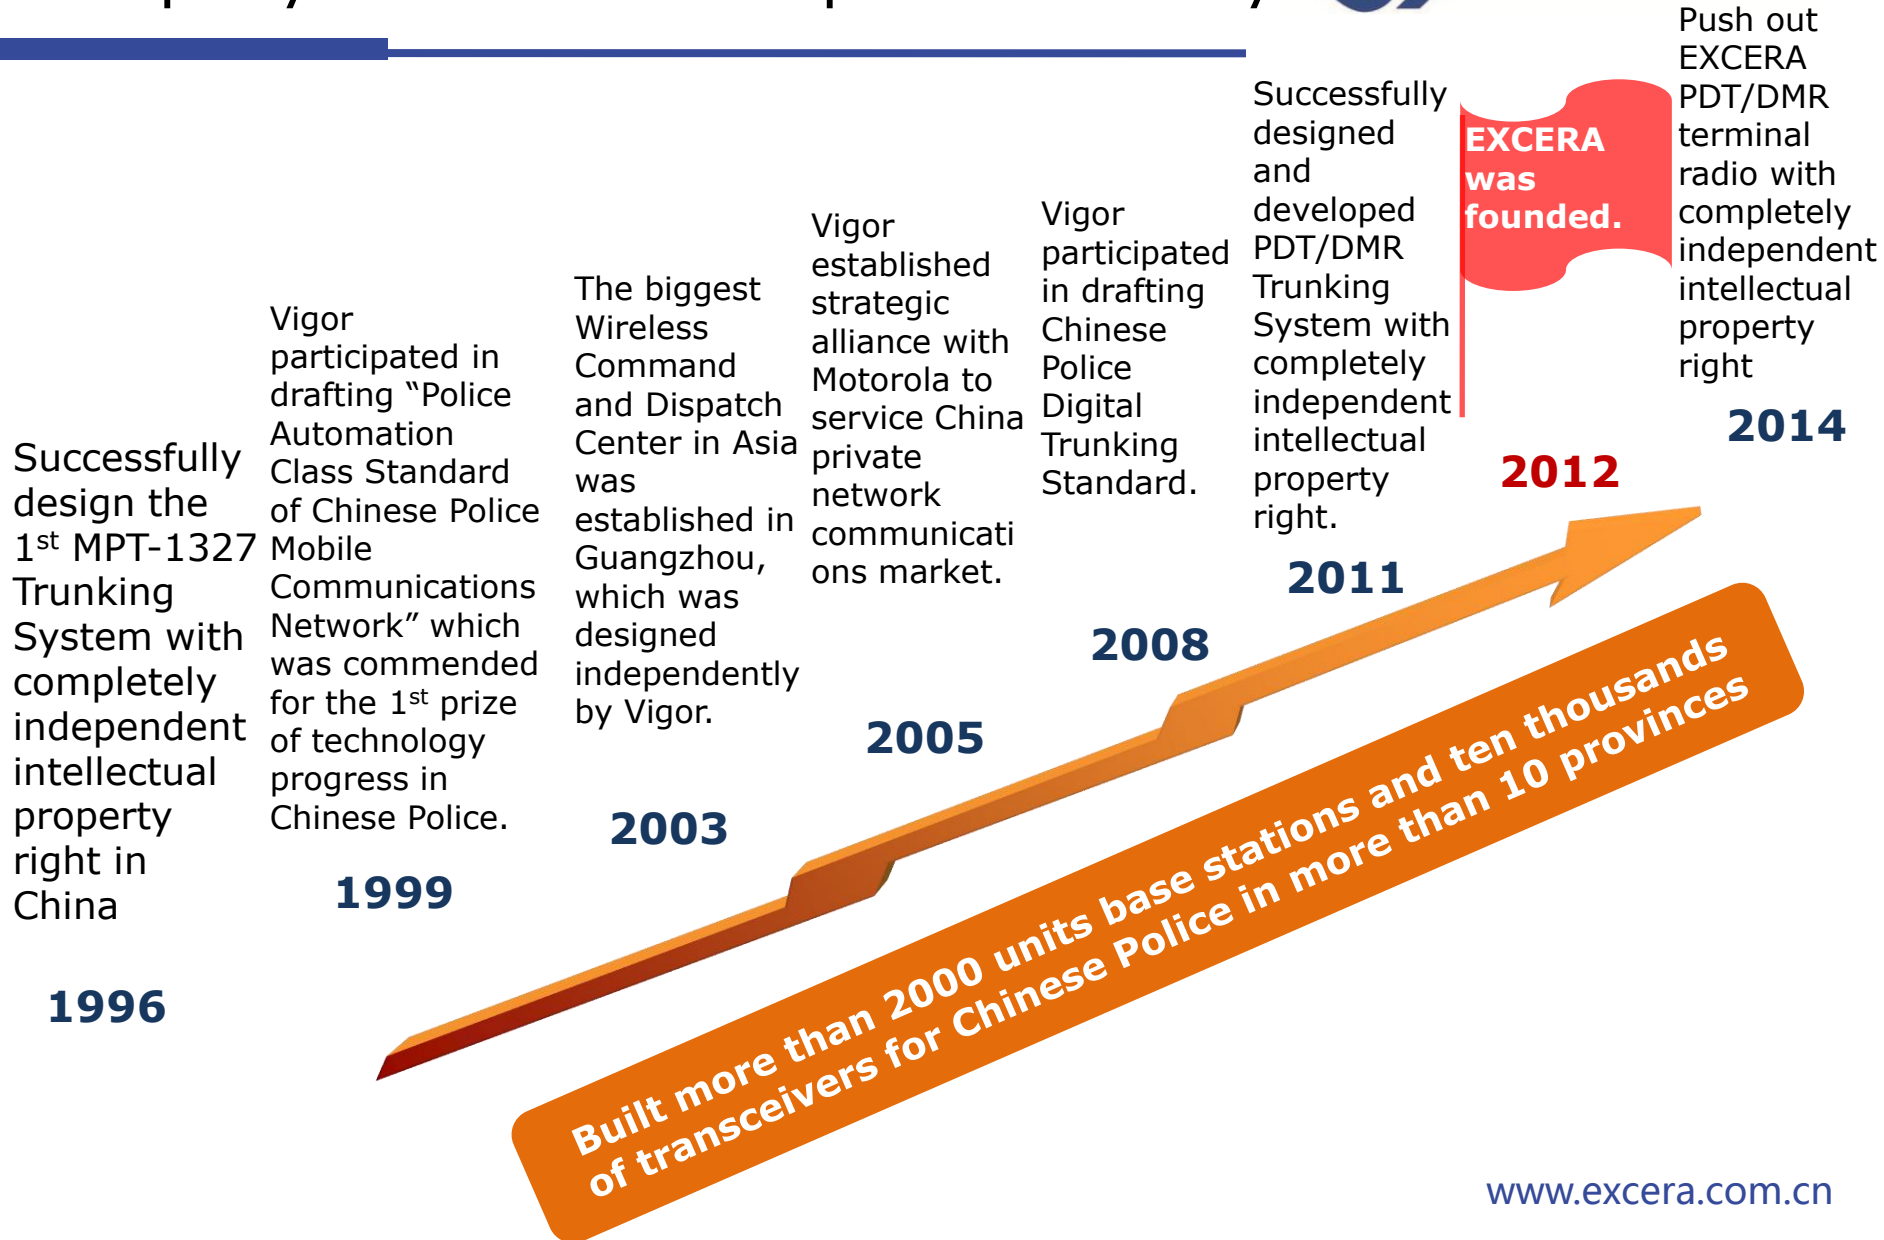 Successfully
design the
1st MPT-1327
Trunking
System with
completely
independent
intellectual
property
right in
China
1996
Vigor
participated in
drafting “Police
Automation
Class Standard
of Chinese Police
Mobile
Communications
Network” which
was commended
for the 1st prize
of technology
progress in
Chinese Police.
1999
The biggest
Wireless
Command
and Dispatch
Center in Asia
was
established in
Guangzhou,
which was
designed
independently
by Vigor.
2003
Vigor
established
strategic
alliance with
Motorola to
service China
private
network
communicati
ons market.
2005
Vigor
participated
in drafting
Chinese
Police
Digital
Trunking
Standard.
2008
Successfully
designed
and
developed
PDT/DMR
Trunking
System with
completely
independent
intellectual
property
right.
2011
EXCERA
was
founded.
2012
Push out
EXCERA
PDT/DMR
terminal
radio with
completely
independent
intellectual
property
right
2014
Built more than 2000 units base stations and ten thousands
of transceivers for Chinese Police in more than 10 provinces
www.excera.com.cn